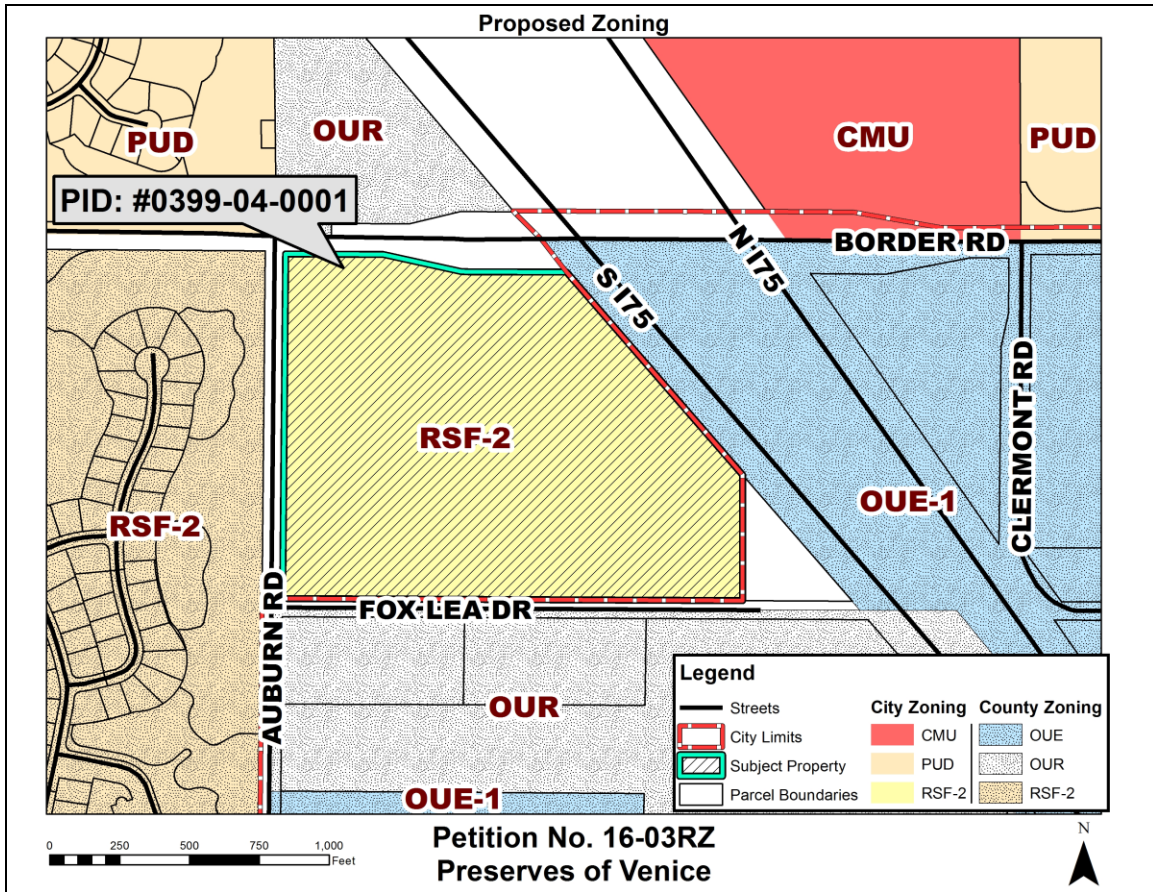 Proposed Zoning
PUD
OUR
CMU
PUD
PID: #0399-04-0001
BORDER RD
N I75
S I75
CLERMONT RD
RSF-2
OUE-1
RSF-2
AUBURN RD
FOX LEA DR
OUR
OUE-1
Legend
Streets
City Limits
Subject Property
Parcel Boundaries
City Zoning
CMU
PUD
RSF-2
County Zoning
OUE
OUR
RSF-2
0 250 500 750 1,000
Feet
Petition No. 16-03RZ
Preserves of Venice
N